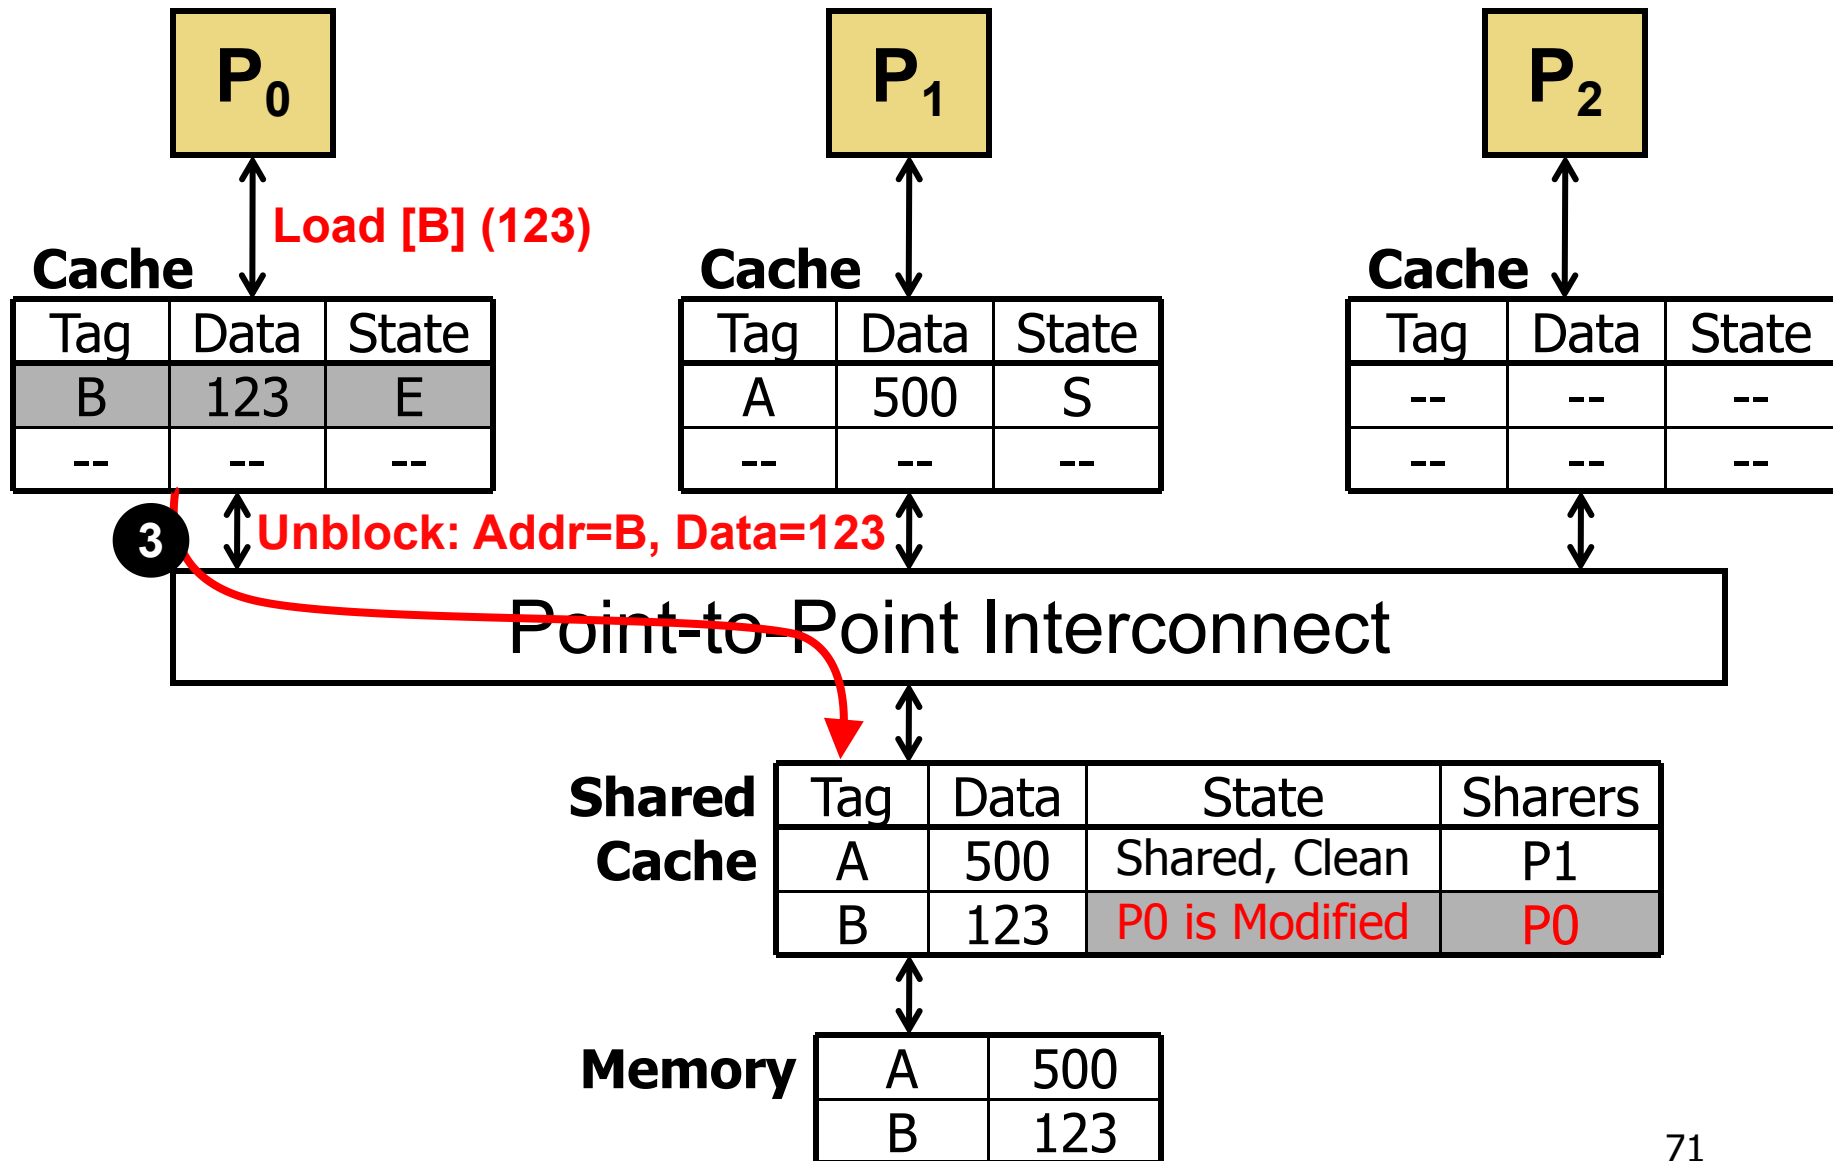 P0 P1 P2
Load [B] (123)
Cache Cache Cache
Tag Data State
B 123 E
-- -- --
Tag Data State
A 500 S
-- -- --
Tag Data State
-- -- --
-- -- --
3 Unblock: Addr=B, Data=123
Point-to-Point Interconnect
Shared Cache
Tag Data State Sharers
A 500 Shared, Clean P1
B 123 P0 is Modified P0
Memory
A 500
B 123
71